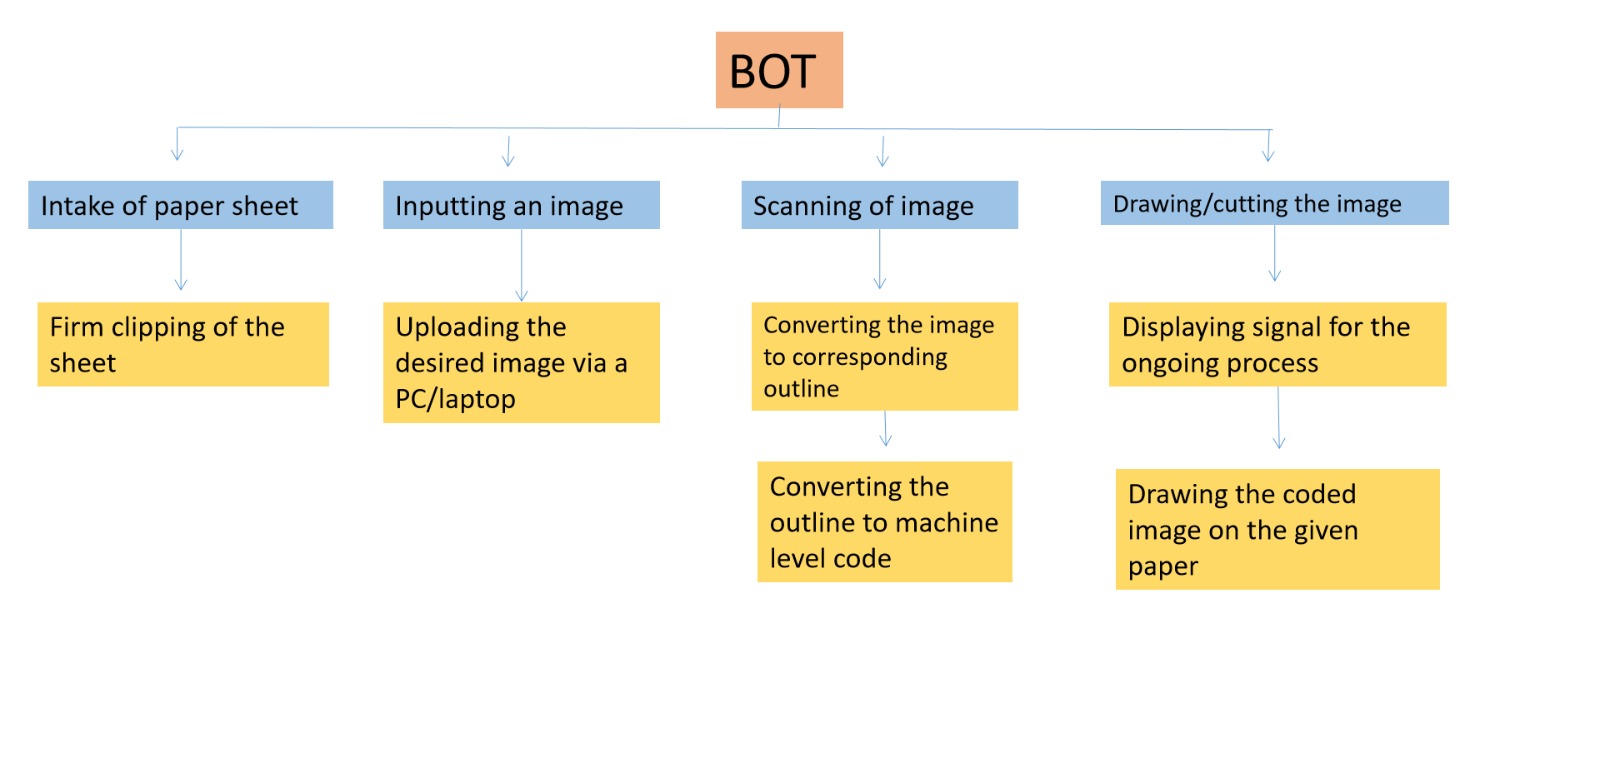 BOT
Intake of paper sheet
Inputting an image
Scanning of image
Drawing/cutting the image
Firm clipping of the
sheet
Uploading the
desired image via a
PC/laptop
Converting the image
to corresponding
outline
Displaying signal for the
ongoing process
Converting the
outline to machine
level code
Drawing the coded
image on the given
paper